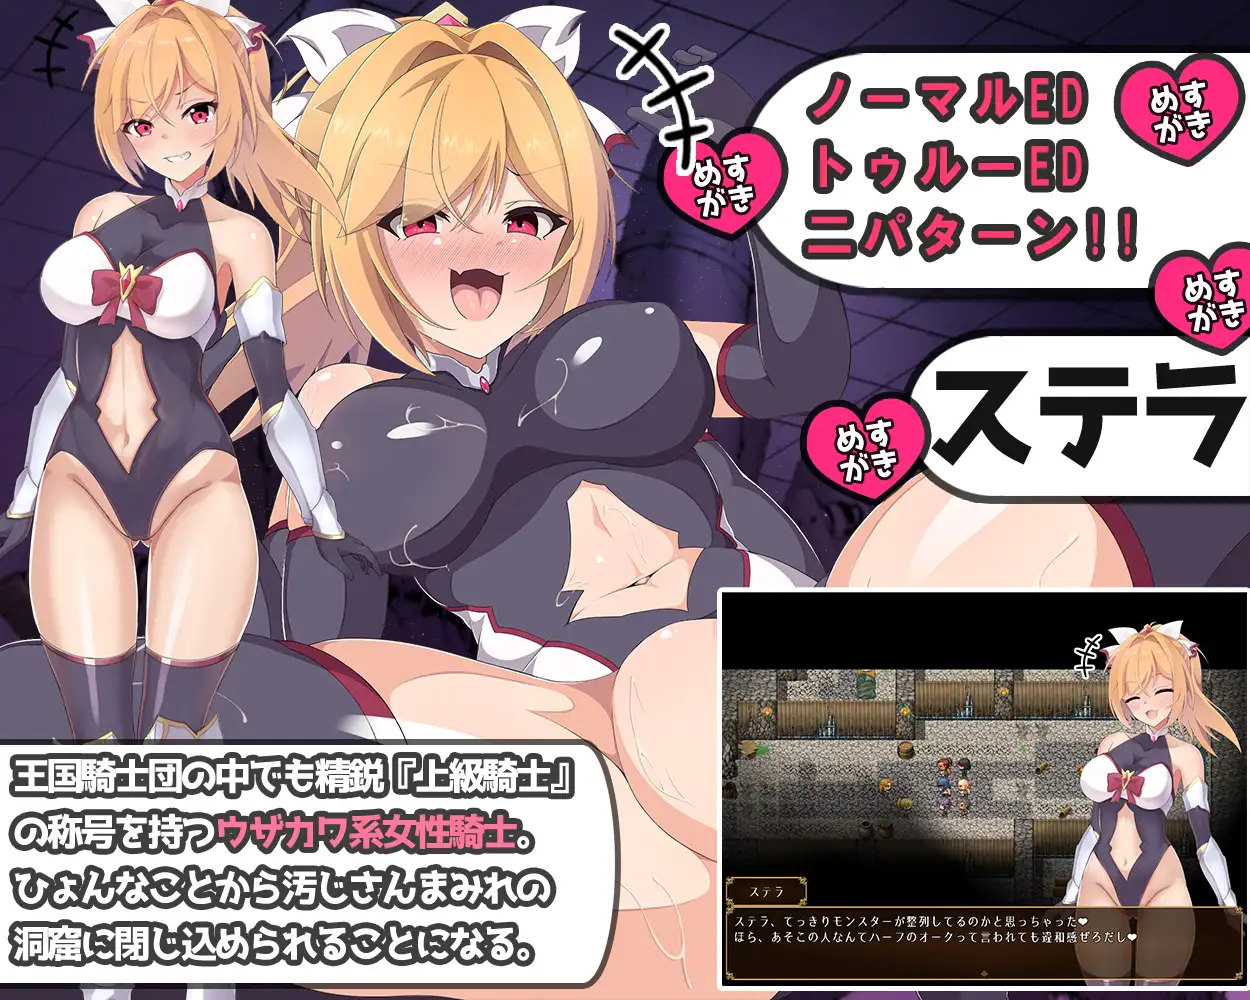 ノーマルED
トゥルーED
二パターン!!
めすがき
めすがき
めすがき
めすがき
ステラ
王国騎士団の中でも精鋭『上級騎士』
の称号を持つウザカワ系女性騎士。
ひょんなことから汚じさんまみれの
洞窟に閉じ込められることになる。
ステラ
ステラ、てっきりモンスターが整列してるのかと思っちゃった❤
ほら、あそこの人なんてハーフのオークって言われても違和感ぜろだし❤